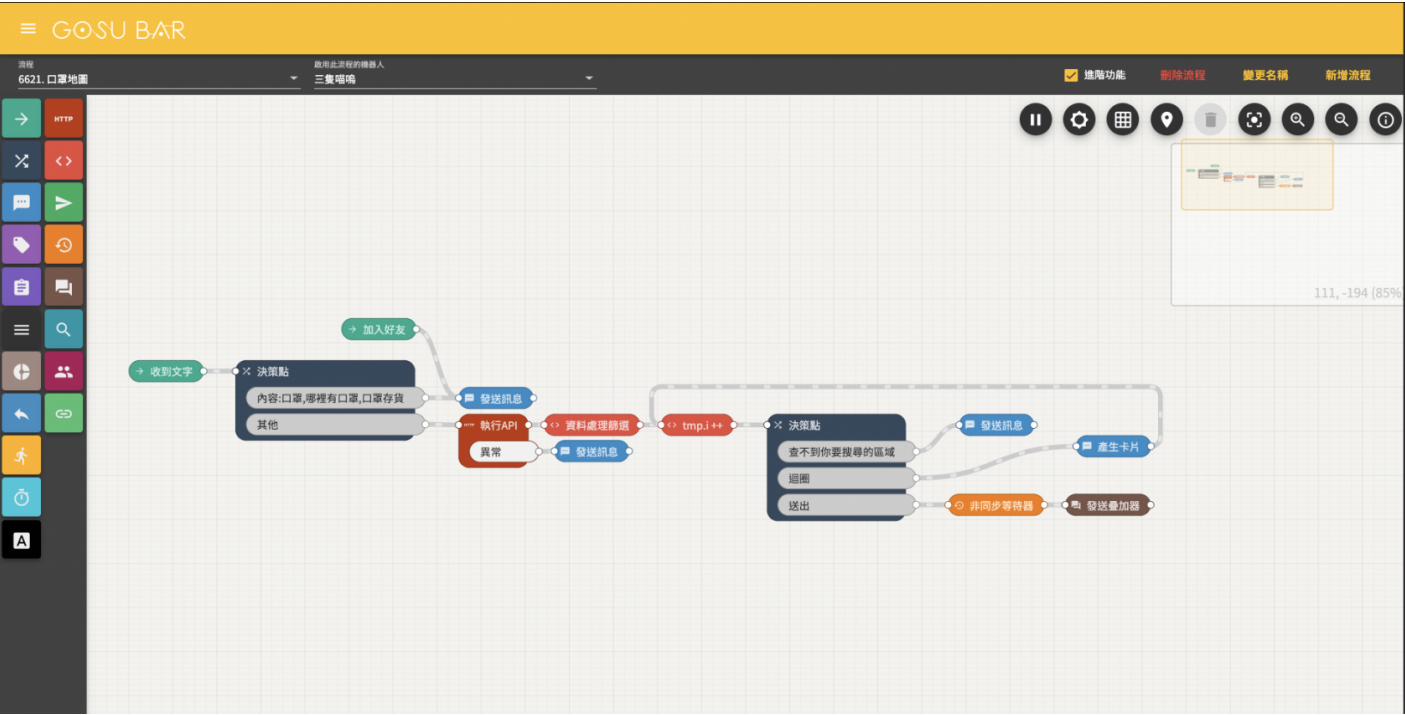 GOSU BAR
流程
啟用此流程的機器人
6621. 口罩地圖
三隻喵嗚
進階功能
刪除流程
變更名稱
新增流程
HTTP
111, -194 (85%)
加入好友
收到文字
決策點
內容:口罩,哪裡有口罩,口罩存貨
其他
發送訊息
HTTP 執行API
異常
資料處理篩選
發送訊息
tmp.i ++
決策點
查不到你要搜尋的區域
迴圈
送出
發送訊息
產生卡片
非同步等待器
發送疊加器
A